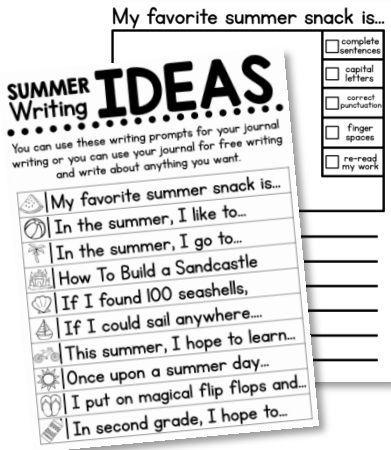 My favorite summer snack is...
complete
sentences
capital
letters
correct
punctuation
finger
spaces
re-read
my work
SUMMER
Writing
IDEAS
You can use these writing prompts for your journal
writing or you can use your journal for free writing
and write about anything you want.
My favorite summer snack is...
In the summer, I like to...
In the summer, I go to...
How To Build a Sandcastle
If I found 100 seashells,
If I could sail anywhere....
This summer, I hope to learn...
Once upon a summer day...
I put on magical flip flops and...
In second grade, I hope to...